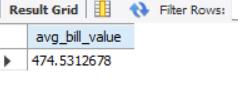 Result Grid Filter Rows:
avg_bill_value
474.5312678